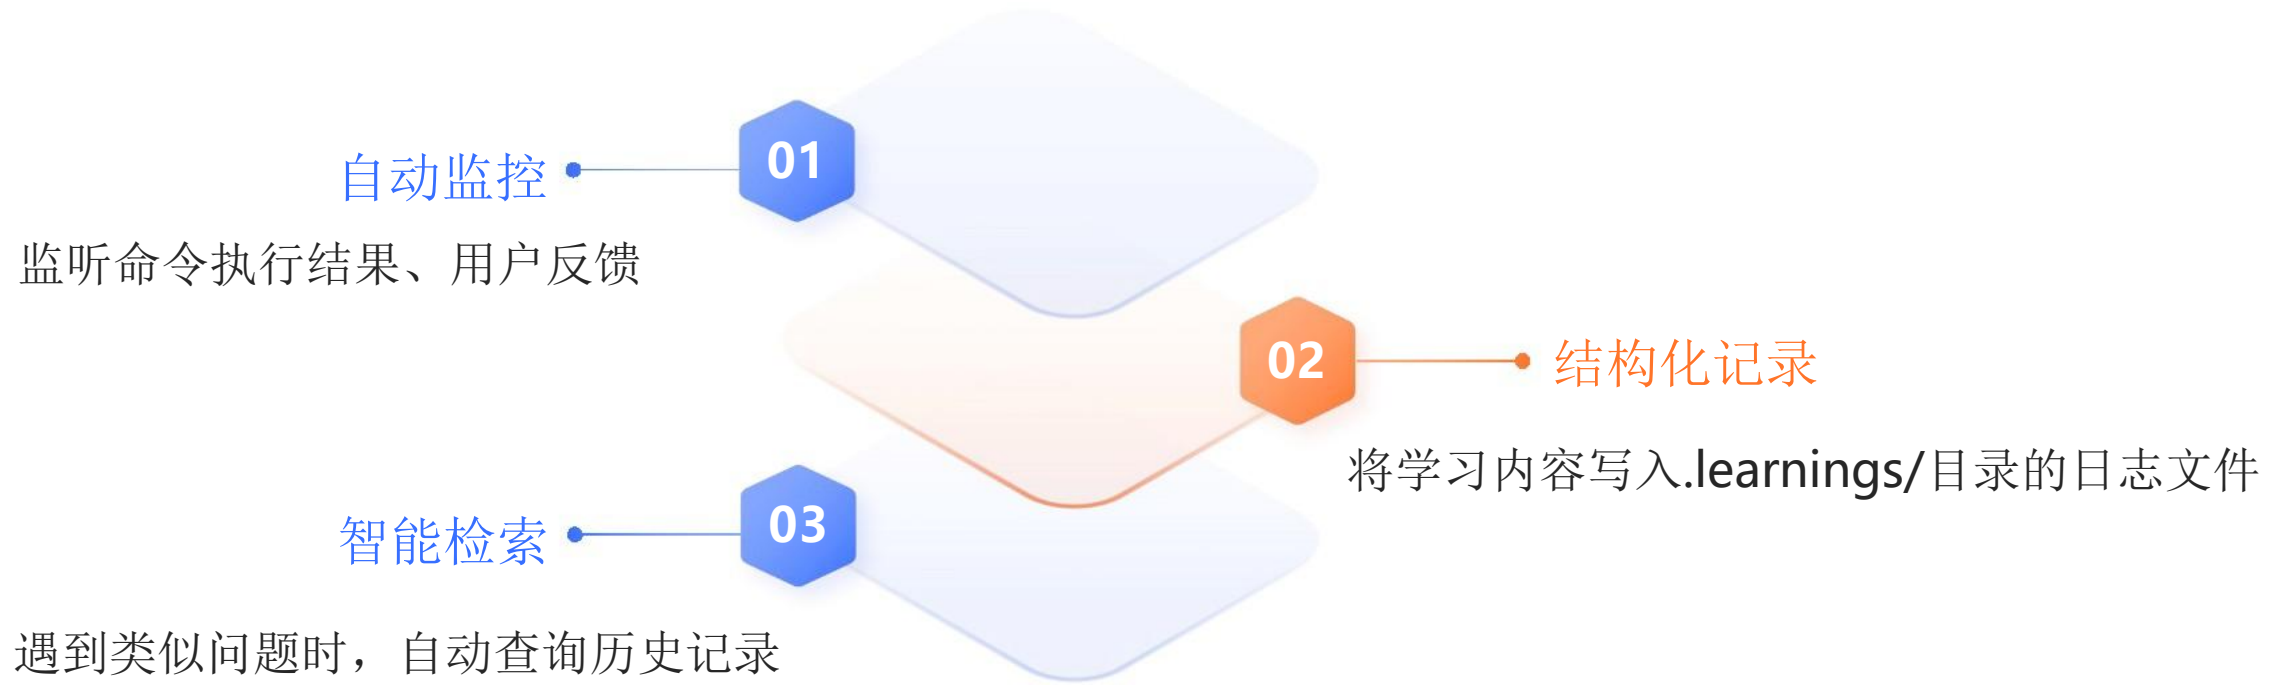 01
自动监控
监听命令执行结果、用户反馈
02
结构化记录
将学习内容写入.learnings/目录的日志文件
03
智能检索
遇到类似问题时，自动查询历史记录